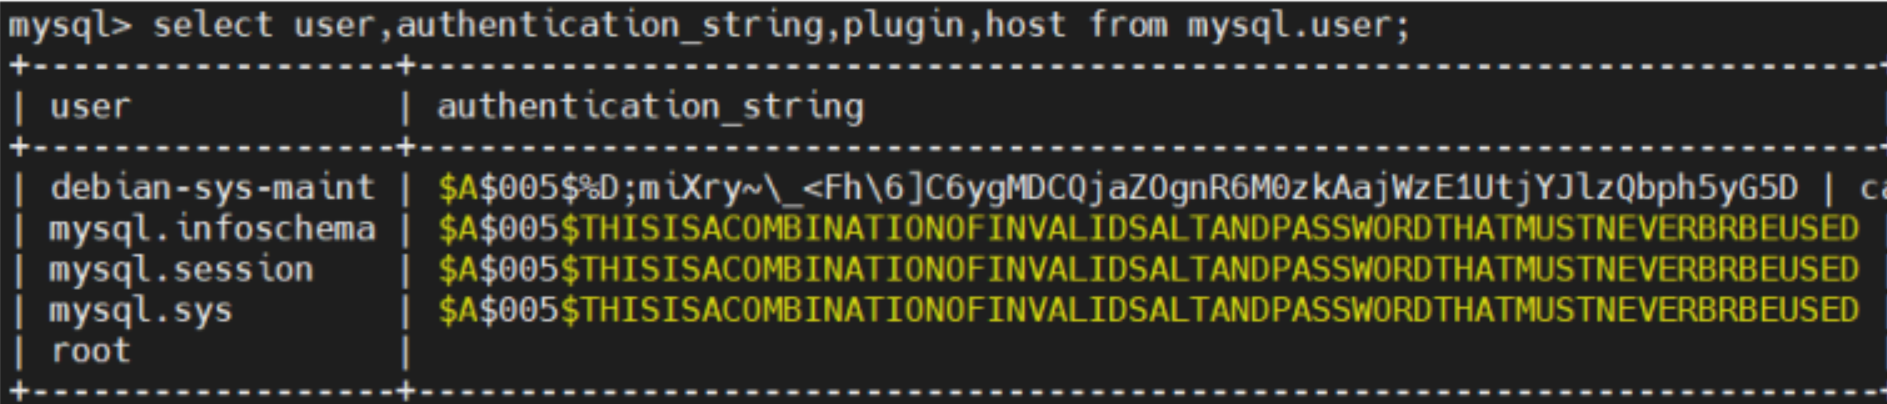 mysql> select user,authentication_string,plugin,host from mysql.user;
+------------------+------------------------------------------------------------------------
| user             | authentication_string
+------------------+------------------------------------------------------------------------
| debian-sys-maint | $A$005$%D;miXry~\_<Fh\6]C6ygMDCQjaZOgnR6M0zkAajWzE1UtjYJlzQbph5yG5D | ca
| mysql.infoschema | $A$005$THISISACOMBINATIONOFINVALIDSALTANDPASSWORDTHATMUSTNEVERBRBEUSED
| mysql.session    | $A$005$THISISACOMBINATIONOFINVALIDSALTANDPASSWORDTHATMUSTNEVERBRBEUSED
| mysql.sys        | $A$005$THISISACOMBINATIONOFINVALIDSALTANDPASSWORDTHATMUSTNEVERBRBEUSED
| root             |
+------------------+------------------------------------------------------------------------